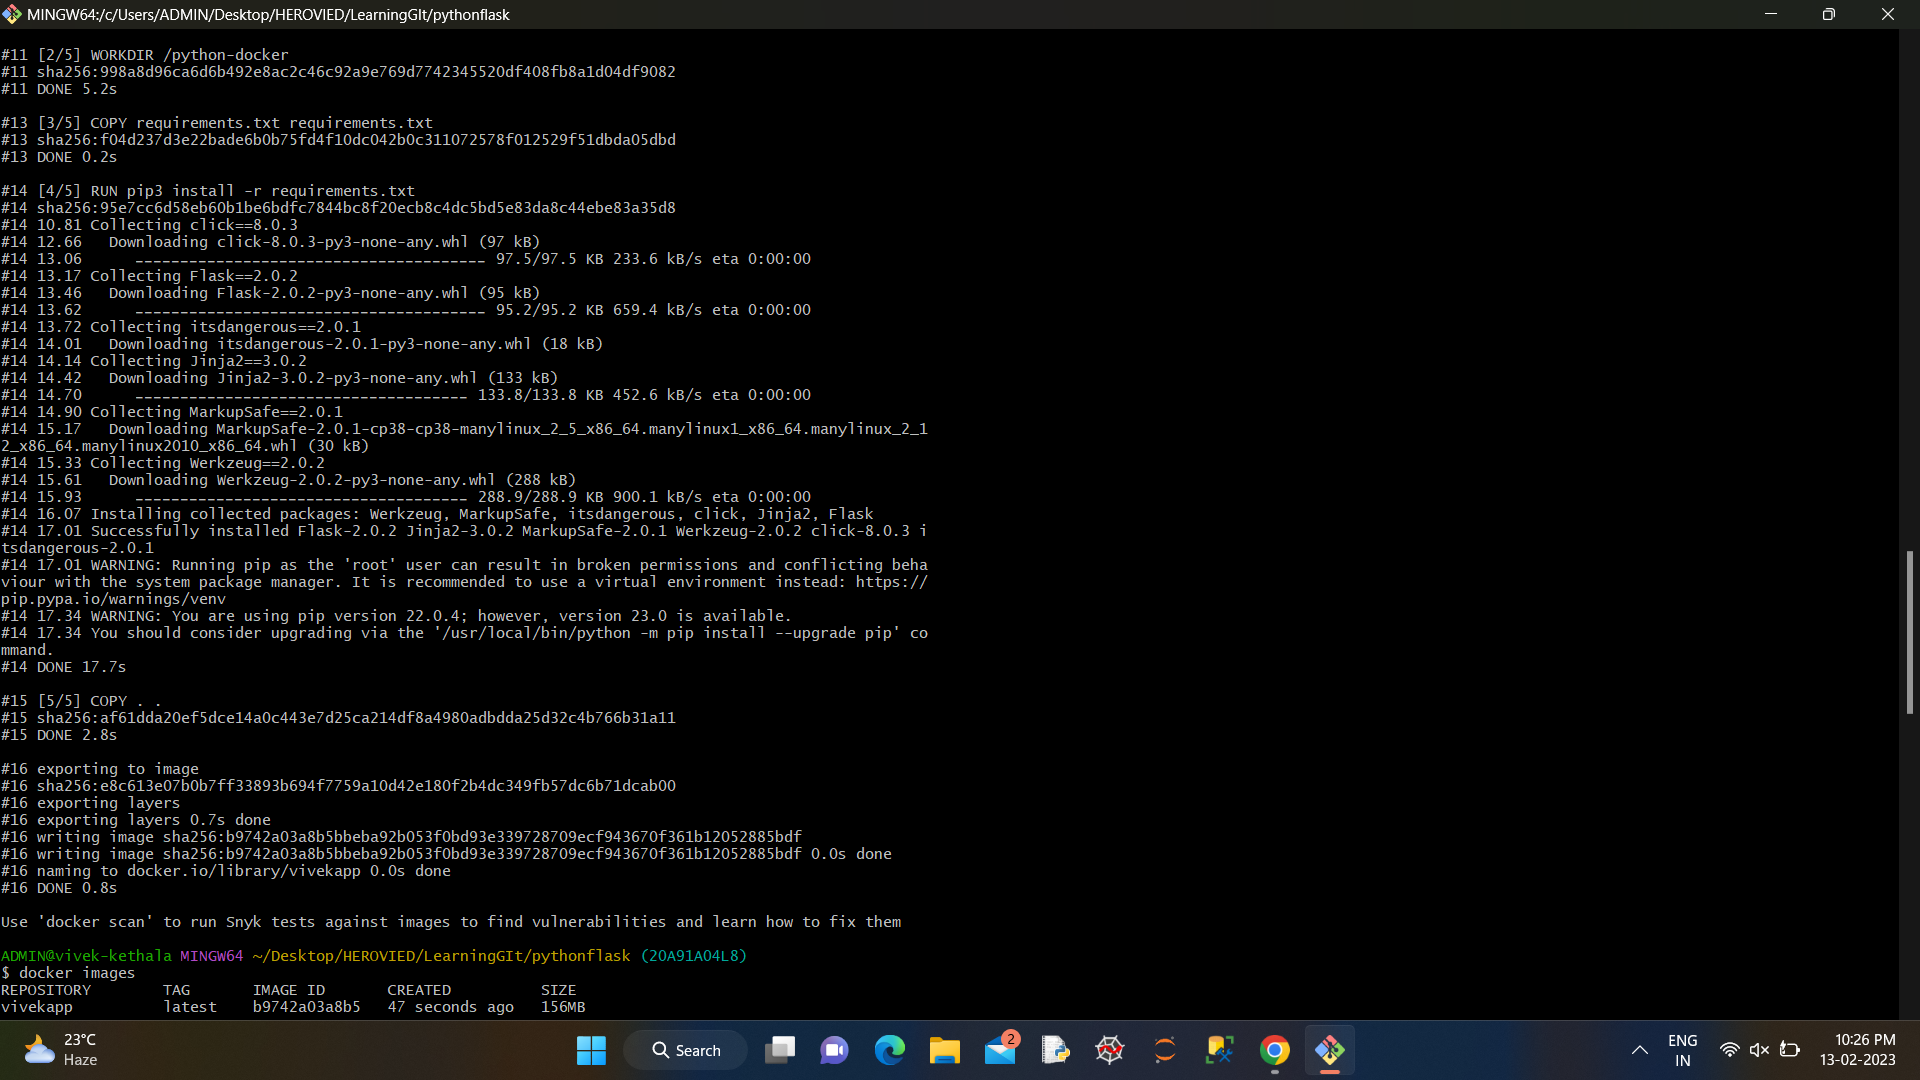 MINGW64:/c/Users/ADMIN/Desktop/HEROVIED/LearningGIt/pythonflask
#11 [2/5] WORKDIR /python-docker
#11 sha256:998a8d96ca6d6b492e8ac2c46c92a9e769d7742345520df408fb8a1d04df9082
#11 DONE 5.2s
#13 [3/5] COPY requirements.txt requirements.txt
#13 sha256:f04d237d3e22bade6b0b75fd4f10dc042b0c311072578f012529f51dbda05dbd
#13 DONE 0.2s
#14 [4/5] RUN pip3 install -r requirements.txt
#14 sha256:95e7cc6d58eb60b1be6bdfc7844bc8f20ecb8c4dc5bd5e83da8c44ebe83a35d8
#14 10.81 Collecting click==8.0.3
#14 12.66   Downloading click-8.0.3-py3-none-any.whl (97 kB)
#14 13.06      --------------------------------------- 97.5/97.5 KB 233.6 kB/s eta 0:00:00
#14 13.17 Collecting Flask==2.0.2
#14 13.46   Downloading Flask-2.0.2-py3-none-any.whl (95 kB)
#14 13.62      --------------------------------------- 95.2/95.2 KB 659.4 kB/s eta 0:00:00
#14 13.72 Collecting itsdangerous==2.0.1
#14 14.01   Downloading itsdangerous-2.0.1-py3-none-any.whl (18 kB)
#14 14.14 Collecting Jinja2==3.0.2
#14 14.42   Downloading Jinja2-3.0.2-py3-none-any.whl (133 kB)
#14 14.70      ------------------------------------- 133.8/133.8 KB 452.6 kB/s eta 0:00:00
#14 14.90 Collecting MarkupSafe==2.0.1
#14 15.17   Downloading MarkupSafe-2.0.1-cp38-cp38-manylinux_2_5_x86_64.manylinux1_x86_64.manylinux_2_1
2_x86_64.manylinux2010_x86_64.whl (30 kB)
#14 15.33 Collecting Werkzeug==2.0.2
#14 15.61   Downloading Werkzeug-2.0.2-py3-none-any.whl (288 kB)
#14 15.93      ------------------------------------- 288.9/288.9 KB 900.1 kB/s eta 0:00:00
#14 16.07 Installing collected packages: Werkzeug, MarkupSafe, itsdangerous, click, Jinja2, Flask
#14 17.01 Successfully installed Flask-2.0.2 Jinja2-3.0.2 MarkupSafe-2.0.1 Werkzeug-2.0.2 click-8.0.3 i
tsdangerous-2.0.1
#14 17.01 WARNING: Running pip as the 'root' user can result in broken permissions and conflicting beha
viour with the system package manager. It is recommended to use a virtual environment instead: https://
pip.pypa.io/warnings/venv
#14 17.34 WARNING: You are using pip version 22.0.4; however, version 23.0 is available.
#14 17.34 You should consider upgrading via the '/usr/local/bin/python -m pip install --upgrade pip' co
mmand.
#14 DONE 17.7s
#15 [5/5] COPY . .
#15 sha256:af61dda20ef5dce14a0c443e7d25ca214df8a4980adbdda25d32c4b766b31a11
#15 DONE 2.8s
#16 exporting to image
#16 sha256:e8c613e07b0b7ff33893b694f7759a10d42e180f2b4dc349fb57dc6b71dcab00
#16 exporting layers
#16 exporting layers 0.7s done
#16 writing image sha256:b9742a03a8b5bbeba92b053f0bd93e339728709ecf943670f361b12052885bdf
#16 writing image sha256:b9742a03a8b5bbeba92b053f0bd93e339728709ecf943670f361b12052885bdf 0.0s done
#16 naming to docker.io/library/vivekapp 0.0s done
#16 DONE 0.8s
Use 'docker scan' to run Snyk tests against images to find vulnerabilities and learn how to fix them
ADMIN@vivek-kethala MINGW64 ~/Desktop/HEROVIED/LearningGIt/pythonflask (20A91A04L8)
$ docker images
REPOSITORY        TAG       IMAGE ID       CREATED          SIZE
vivekapp          latest    b9742a03a8b5   47 seconds ago   156MB
23°C
Haze
Search
2
ENG
IN
10:26 PM
13-02-2023